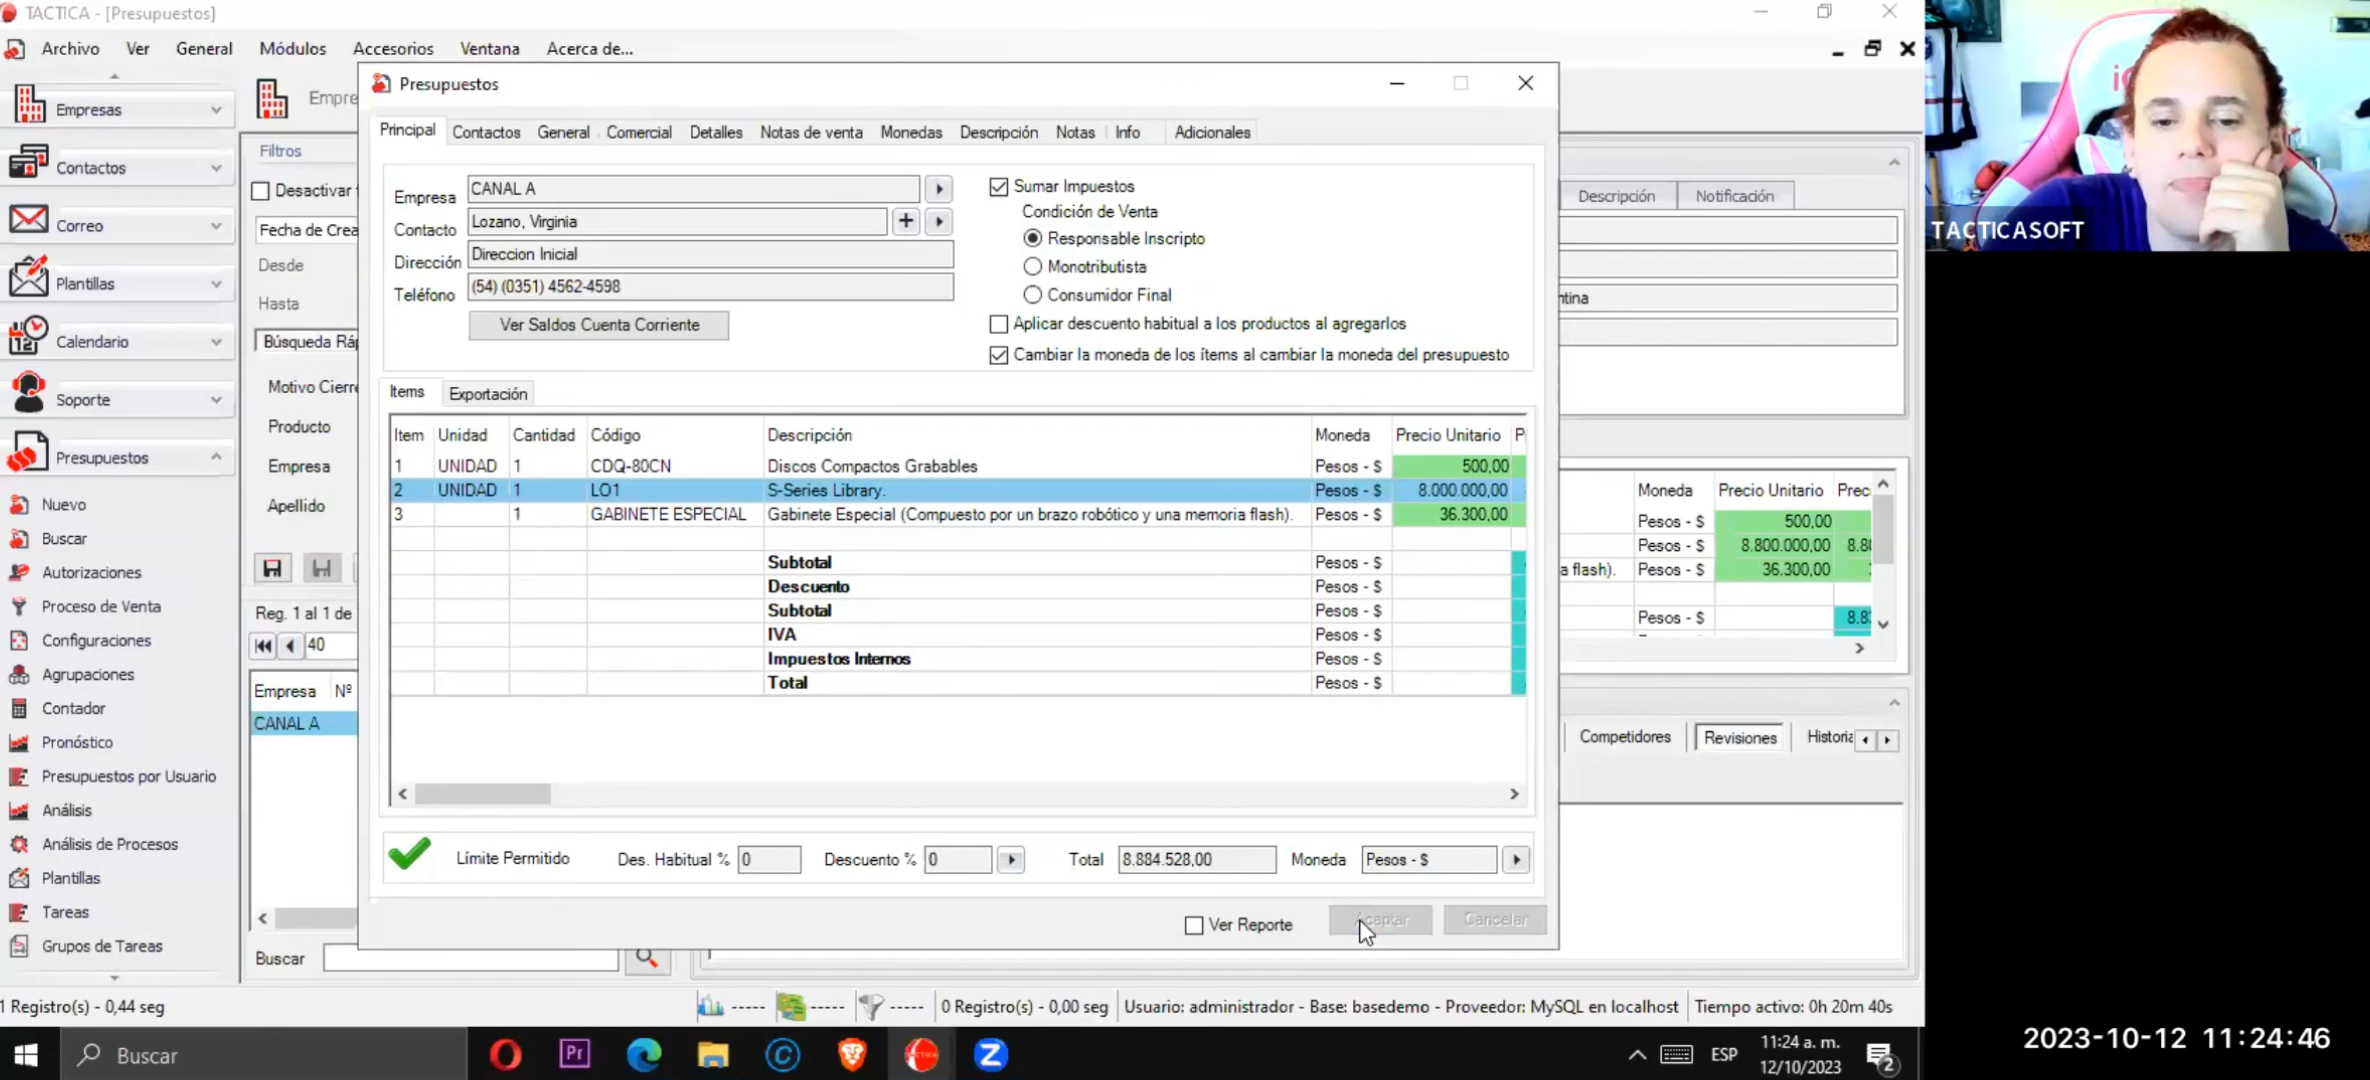 TACTICA - [Presupuestos]
Archivo Ver General Módulos Accesorios Ventana Acerca de...
Empresas
Contactos
Correo
Plantillas
Calendario
Soporte
Presupuestos
Nuevo
Buscar
Autorizaciones
Proceso de Venta
Configuraciones
Agrupaciones
Contador
Pronóstico
Presupuestos por Usuario
Análisis
Análisis de Procesos
Plantillas
Tareas
Grupos de Tareas
Empre
Filtros
Desactivar
Fecha de Crea
Desde
Hasta
Búsqueda Ráp
Motivo Cierre
Producto
Empresa
Apellido
Reg. 1 al 1 de
40
Empresa Nº
CANAL A
Buscar
Presupuestos
Principal Contactos General Comercial Detalles Notas de venta Monedas Descripción Notas Info Adicionales
Empresa CANAL A
Contacto Lozano, Virginia
Dirección Direccion Inicial
Teléfono (54) (0351) 4562-4598
Ver Saldos Cuenta Corriente
Sumar Impuestos
Condición de Venta
Responsable Inscripto
Monotributista
Consumidor Final
Aplicar descuento habitual a los productos al agregarlos
Cambiar la moneda de los ítems al cambiar la moneda del presupuesto
Items Exportación
Item Unidad Cantidad Código Descripción Moneda Precio Unitario P
1 UNIDAD 1 CDQ-80CN Discos Compactos Grabables Pesos - $ 500,00
2 UNIDAD 1 LO1 S-Series Library. Pesos - $ 8.000.000,00
3 1 GABINETE ESPECIAL Gabinete Especial (Compuesto por un brazo robótico y una memoria flash). Pesos - $ 36.300,00
Subtotal Pesos - $
Descuento Pesos - $
Subtotal Pesos - $
IVA Pesos - $
Impuestos Internos Pesos - $
Total Pesos - $
Límite Permitido Des. Habitual % 0 Descuento % 0 Total 8.884.528,00 Moneda Pesos - $
Ver Reporte Aceptar Cancelar
Descripción Notificación
ntina
Moneda Precio Unitario Prec
Pesos - $ 500,00
Pesos - $ 8.800.000,00 8.80
a flash). Pesos - $ 36.300,00
Pesos - $ 8.8
Competidores Revisiones Historia
1 Registro(s) - 0,44 seg
----- ----- ----- 0 Registro(s) - 0,00 seg Usuario: administrador - Base: basedemo - Proveedor: MySQL en localhost Tiempo activo: 0h 20m 40s
Buscar
Pr
ESP
11:24 a. m.
12/10/2023
2
TACTICASOFT
2023-10-12 11:24:46